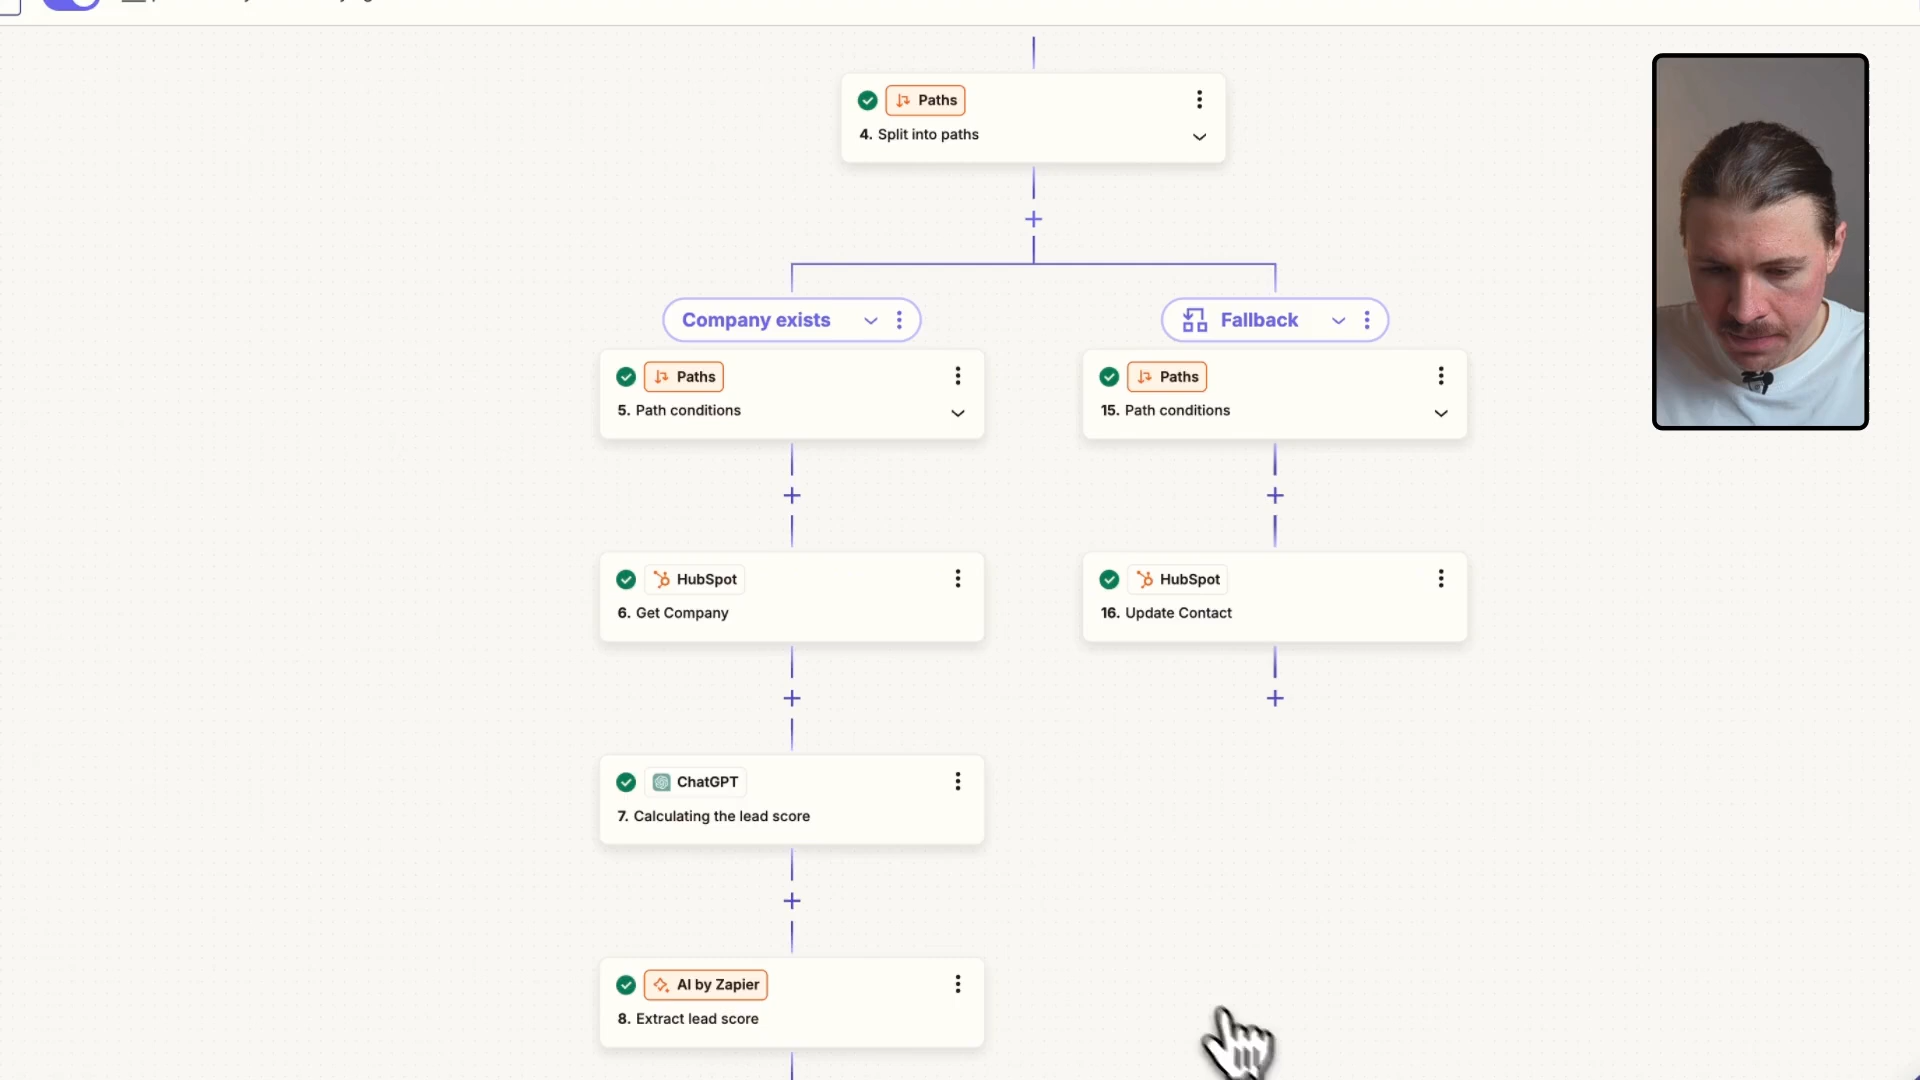 Paths
4. Split into paths
Company exists
Fallback
Paths
5. Path conditions
Paths
15. Path conditions
HubSpot
6. Get Company
HubSpot
16. Update Contact
ChatGPT
7. Calculating the lead score
AI by Zapier
8. Extract lead score